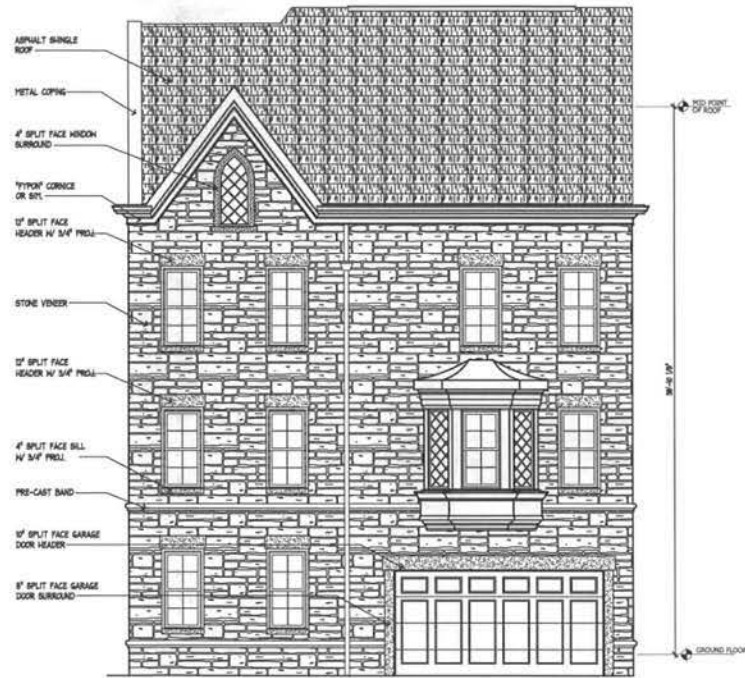 ASPHALT SHINGLE
ROOF
METAL COPING
4" SPLIT FACE WINDOW
SURROUND
"FYPON" CORNICE
OR SIM.
12" SPLIT FACE
HEADER W/ 3/4" PROJ.
STONE VENEER
12" SPLIT FACE
HEADER W/ 3/4" PROJ.
4" SPLIT FACE SILL
W/ 3/4" PROJ.
PRE-CAST BAND
10" SPLIT FACE GARAGE
DOOR HEADER
8" SPLIT FACE GARAGE
DOOR SURROUND
MID POINT
OF ROOF
GROUND FLOOR